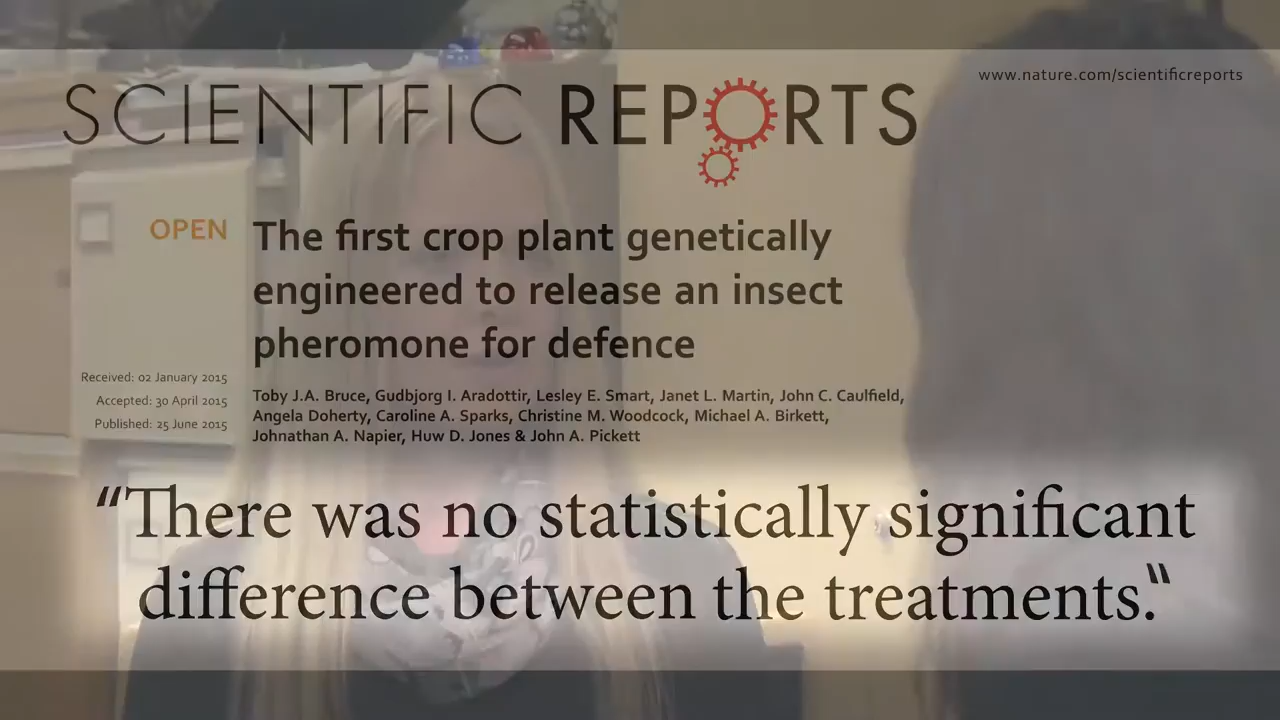 www.nature.com/scientificreports
SCIENTIFIC REPORTS
OPEN
The first crop plant genetically
engineered to release an insect
pheromone for defence
Received: 02 January 2015
Accepted: 30 April 2015
Published: 25 June 2015
Toby J.A. Bruce, Gudbjorg I. Aradottir, Lesley E. Smart, Janet L. Martin, John C. Caulfield,
Angela Doherty, Caroline A. Sparks, Christine M. Woodcock, Michael A. Birkett,
Johnathan A. Napier, Huw D. Jones & John A. Pickett
“There was no statistically significant
difference between the treatments.“